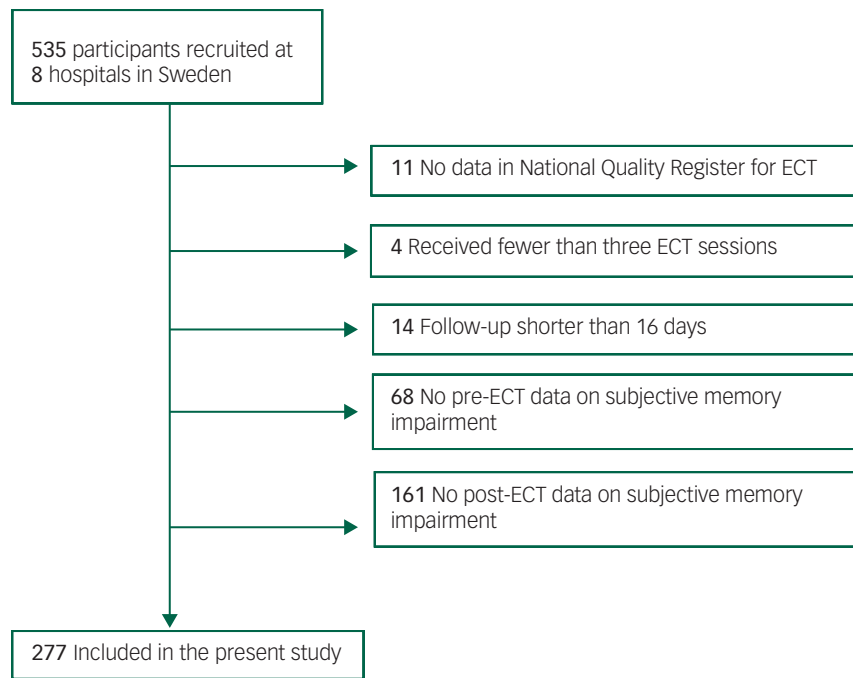 535 participants recruited at
8 hospitals in Sweden
11 No data in National Quality Register for ECT
4 Received fewer than three ECT sessions
14 Follow-up shorter than 16 days
68 No pre-ECT data on subjective memory
impairment
161 No post-ECT data on subjective memory
impairment
277 Included in the present study